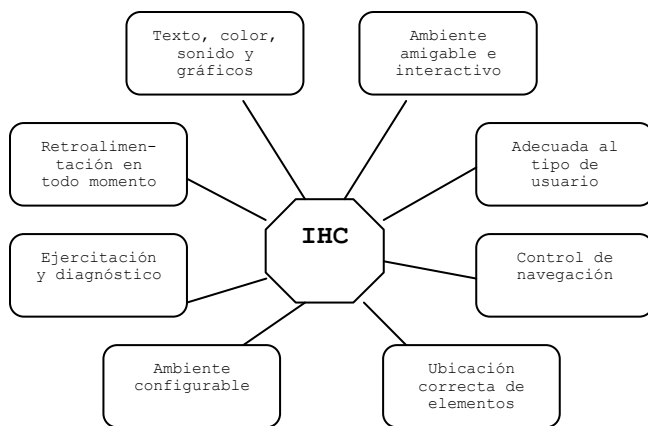 Texto, color,
sonido y
gráficos
Ambiente
amigable e
interactivo
Retroalimen-
tación en
todo momento
Adecuada al
tipo de
usuario
IHC
Ejercitación
y diagnóstico
Control de
navegación
Ambiente
configurable
Ubicación
correcta de
elementos